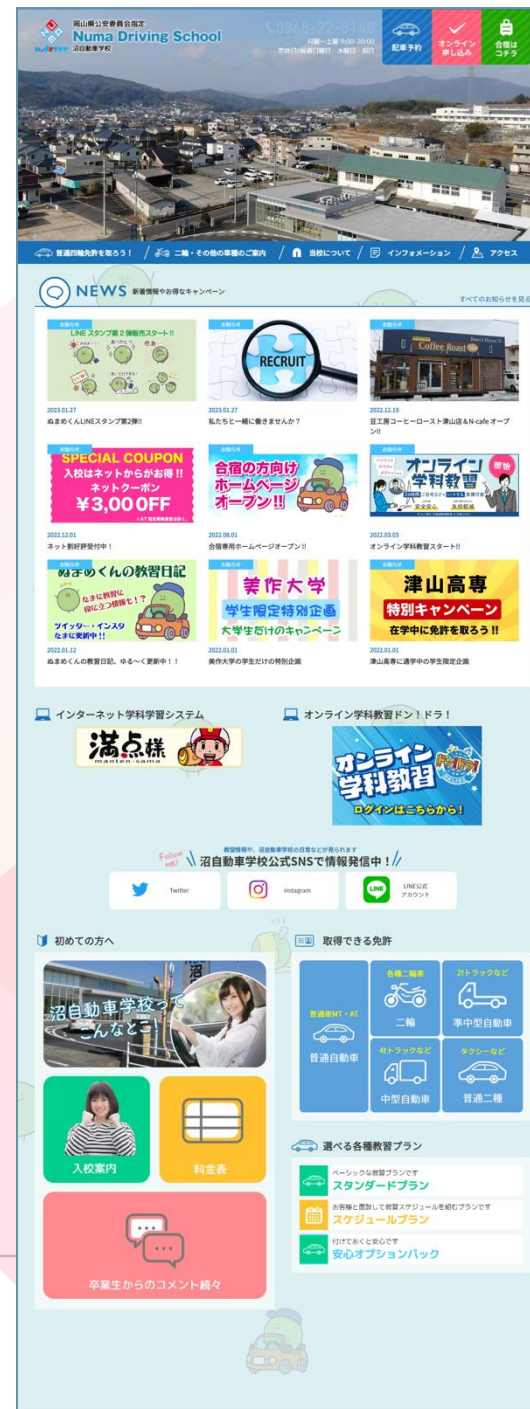 岡山県公安委員会指定
Numa Driving School
n.drive 沼自動車学校
0868-22-8148
月曜〜土曜 9:00-20:00
配車予約
オンライン
申し込み
合宿は
コチラ
普通四輪免許を取ろう！
二輪・その他の車種のご案内
当校について
インフォメーション
アクセス
NEWS 新着情報やお得なキャンペーン
すべてのお知らせを見る
お知らせ
LINE スタンプ第2弾販売スタート!!
ありがとう
感謝
2023.01.27
ぬまめくんLINEスタンプ第2弾!!
お知らせ
RECRUIT
2023.01.27
私たちと一緒に働きませんか？
お知らせ
Coffee Roast
2022.12.19
豆工房コーヒーロースト津山店＆N-cafe オープ
ン!!
お知らせ
SPECIAL COUPON
入校はネットからがお得!!
ネットクーポン
¥3,000OFF
2022.12.01
ネット割好評受付中！
お知らせ
合宿の方向け
ホームページ
オープン!!
2022.08.01
合宿専用ホームページオープン!!
お知らせ
オンライン
学科教習
開始
安全安心
負担軽減
2022.03.03
オンライン学科教習スタート!!
お知らせ
ぬまめくんの教習日記
たまに教習に
役に立つ情報も！？
ツイッター・インスタ
たまに更新中!!
2022.01.12
ぬまめくんの教習日記、ゆる〜く更新中！！
お知らせ
美作大学
学生限定特別企画
大学生だけのキャンペーン
2022.01.01
美作大学の学生だけの特別企画
お知らせ
津山高専
特別キャンペーン
在学中に免許を取ろう!!
2022.01.01
津山高専に通学中の学生限定企画
インターネット学科学習システム
満点様
manten-sama
オンライン学科教習ドン！ドラ！
オンライン
学科教習
ドン!ドラ!
ログインはこちらから!
教習情報や、沼自動車学校の日常などが見られます
Follow me!
沼自動車学校公式SNSで情報発信中！
Twitter
instagram
LINE
LINE公式
アカウント
初めての方へ
沼
沼自動車学校って
こんなとこ!
入校案内
料金表
卒業生からのコメント続々
取得できる免許
普通車MT・AT
普通自動車
各種二輪車
二輪
2tトラックなど
準中型自動車
4tトラックなど
中型自動車
タクシーなど
普通二種
選べる各種教習プラン
ベーシックな教習プランです
スタンダードプラン
お客様と面談して教習スケジュールを組むプランです
スケジュールプラン
付けておくと安心です
安心オプションパック